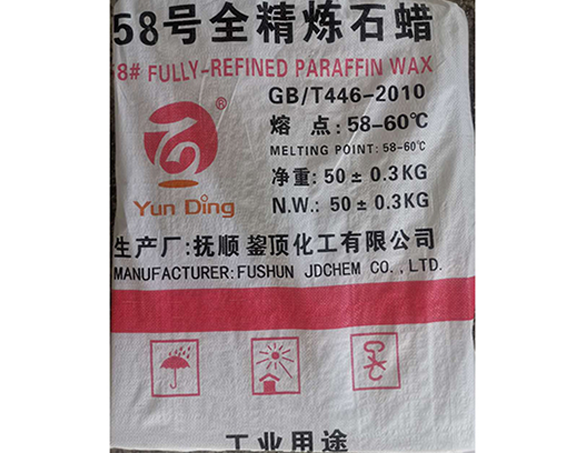 58号全精炼石蜡
58# FULLY-REFINED PARAFFIN WAX
GB/T446-2010
®
熔 点:58-60℃
MELTING POINT: 58-60℃
净重: 50 ± 0.3KG
Yun Ding
N.W.: 50 ± 0.3KG
生产厂:抚顺鋆顶化工有限公司
MANUFACTURER:FUSHUN JDCHEM CO.,LTD.
工业用途